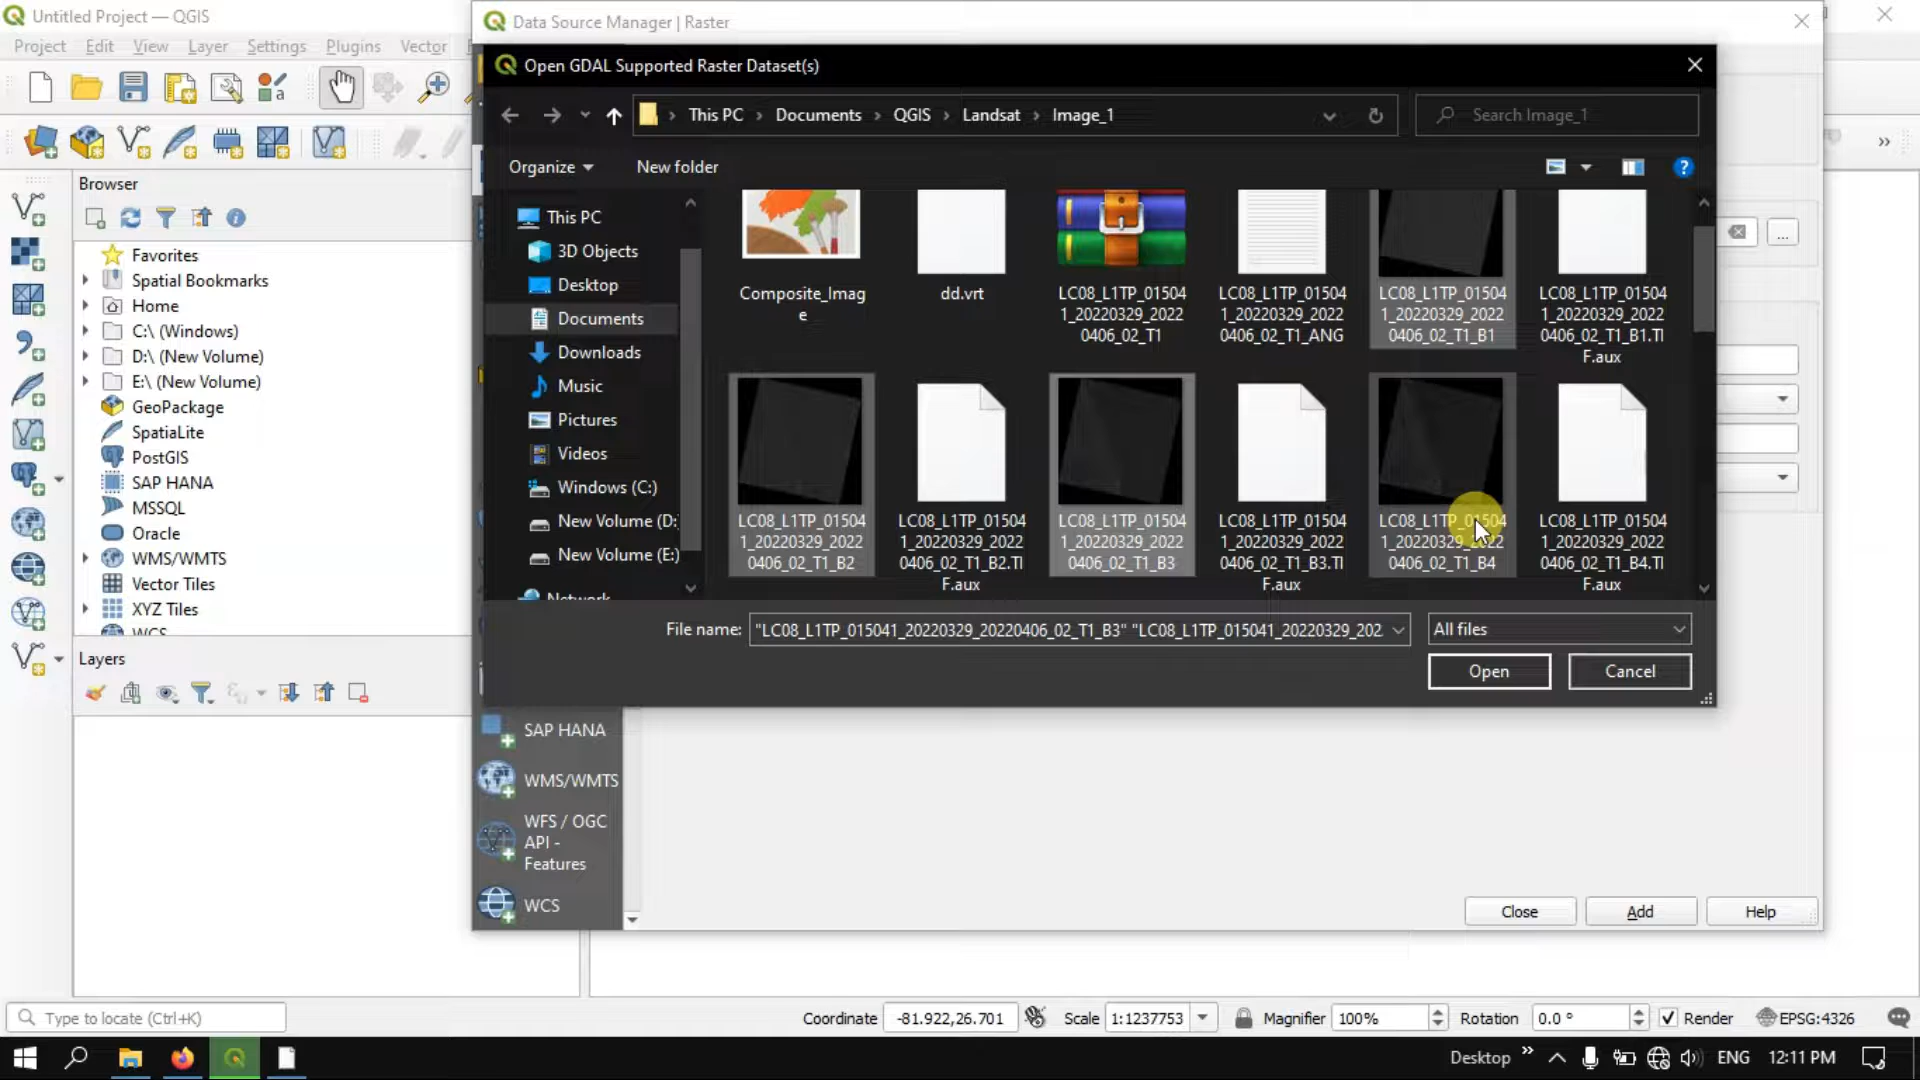 Untitled Project — QGIS
Data Source Manager | Raster
Project Edit View Layer Settings Plugins Vector
Open GDAL Supported Raster Dataset(s)
This PC > Documents > QGIS > Landsat > Image_1
Search Image_1
Organize
New folder
Browser
Favorites
Spatial Bookmarks
Home
C:\ (Windows)
D:\ (New Volume)
E:\ (New Volume)
GeoPackage
SpatiaLite
PostGIS
SAP HANA
MSSQL
Oracle
WMS/WMTS
Vector Tiles
XYZ Tiles
WCS
Layers
This PC
3D Objects
Desktop
Documents
Downloads
Music
Pictures
Videos
Windows (C:)
New Volume (D:
New Volume (E:)
Network
Composite_Imag
e
dd.vrt
LC08_L1TP_01504
1_20220329_2022
0406_02_T1
LC08_L1TP_01504
1_20220329_2022
0406_02_T1_ANG
LC08_L1TP_01504
1_20220329_2022
0406_02_T1_B1
LC08_L1TP_01504
1_20220329_2022
0406_02_T1_B1.TI
F.aux
LC08_L1TP_01504
1_20220329_2022
0406_02_T1_B2
LC08_L1TP_01504
1_20220329_2022
0406_02_T1_B2.TI
F.aux
LC08_L1TP_01504
1_20220329_2022
0406_02_T1_B3
LC08_L1TP_01504
1_20220329_2022
0406_02_T1_B3.TI
F.aux
LC08_L1TP_01504
1_20220329_2022
0406_02_T1_B4
LC08_L1TP_01504
1_20220329_2022
0406_02_T1_B4.TI
F.aux
File name: "LC08_L1TP_015041_20220329_20220406_02_T1_B3" "LC08_L1TP_015041_20220329_202
All files
Open
Cancel
SAP HANA
WMS/WMTS
WFS / OGC
API -
Features
WCS
Close
Add
Help
Type to locate (Ctrl+K)
Coordinate -81.922,26.701
Scale 1:1237753
Magnifier 100%
Rotation 0.0 °
Render
EPSG:4326
Desktop
ENG
12:11 PM